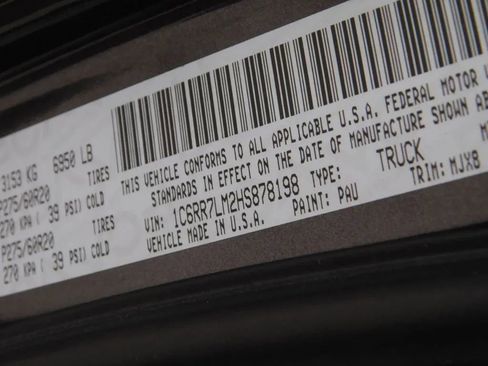 3153 KG 6950 LB
P275/60R20 TIRES
270 KPA ( 39 PSI) COLD
P275/60R20 TIRES
270 KPA ( 39 PSI) COLD
THIS VEHICLE CONFORMS TO ALL APPLICABLE U.S.A. FEDERAL MOTOR
STANDARDS IN EFFECT ON THE DATE OF MANUFACTURE SHOWN ABO
VIN: 1C6RR7LM2HS878198 TYPE: TRUCK
VEHICLE MADE IN U.S.A. PAINT: PAU TRIM: MJX8